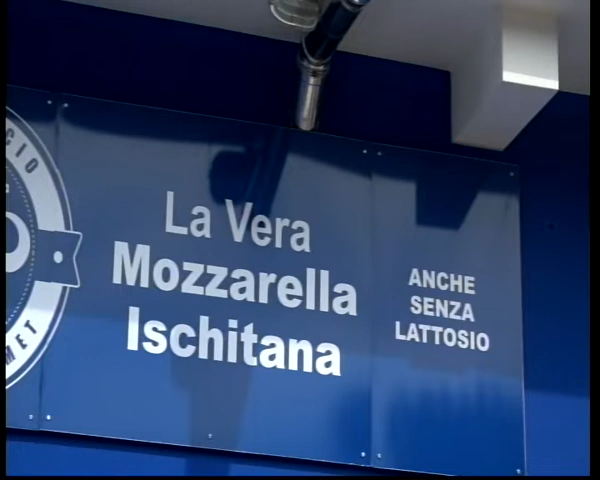 La Vera
Mozzarella
Ischitana
ANCHE
SENZA
LATTOSIO